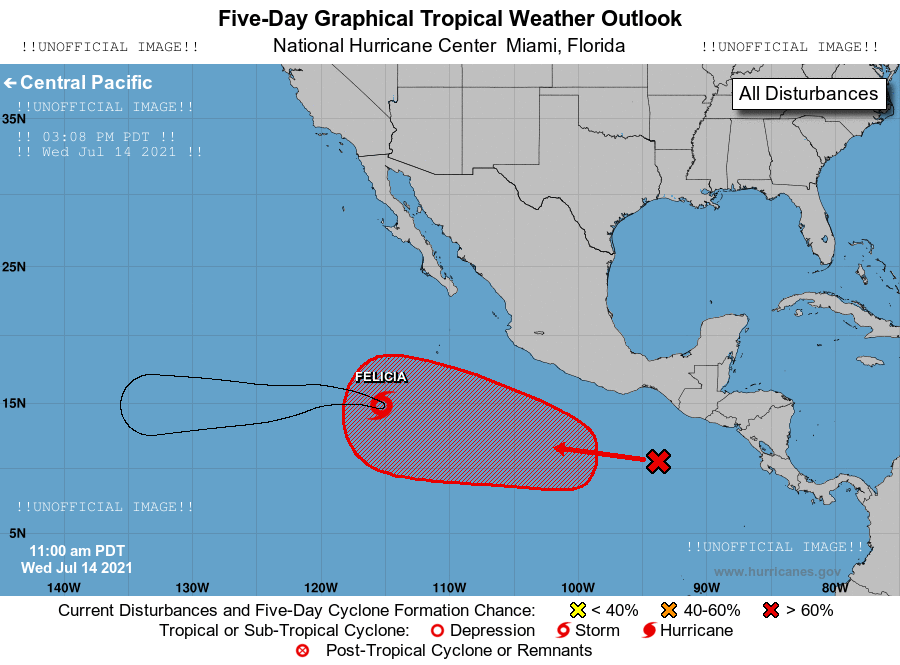 Five-Day Graphical Tropical Weather Outlook
!!UNOFFICIAL IMAGE!!
National Hurricane Center Miami, Florida
!!UNOFFICIAL IMAGE!!
Central Pacific
All Disturbances
!!UNOFFICIAL IMAGE!!
35N
!! 03:08 PM PDT !!
!! Wed Jul 14 2021 !!
25N
FELICIA
15N
!!UNOFFICIAL IMAGE!!
5N
!!UNOFFICIAL IMAGE!!
11:00 am PDT
Wed Jul 14 2021
www.hurricanes.gov
140W 130W 120W 110W 100W 90W 80W
Current Disturbances and Five-Day Cyclone Formation Chance: < 40% 40-60% > 60%
Tropical or Sub-Tropical Cyclone: Depression Storm Hurricane
Post-Tropical Cyclone or Remnants